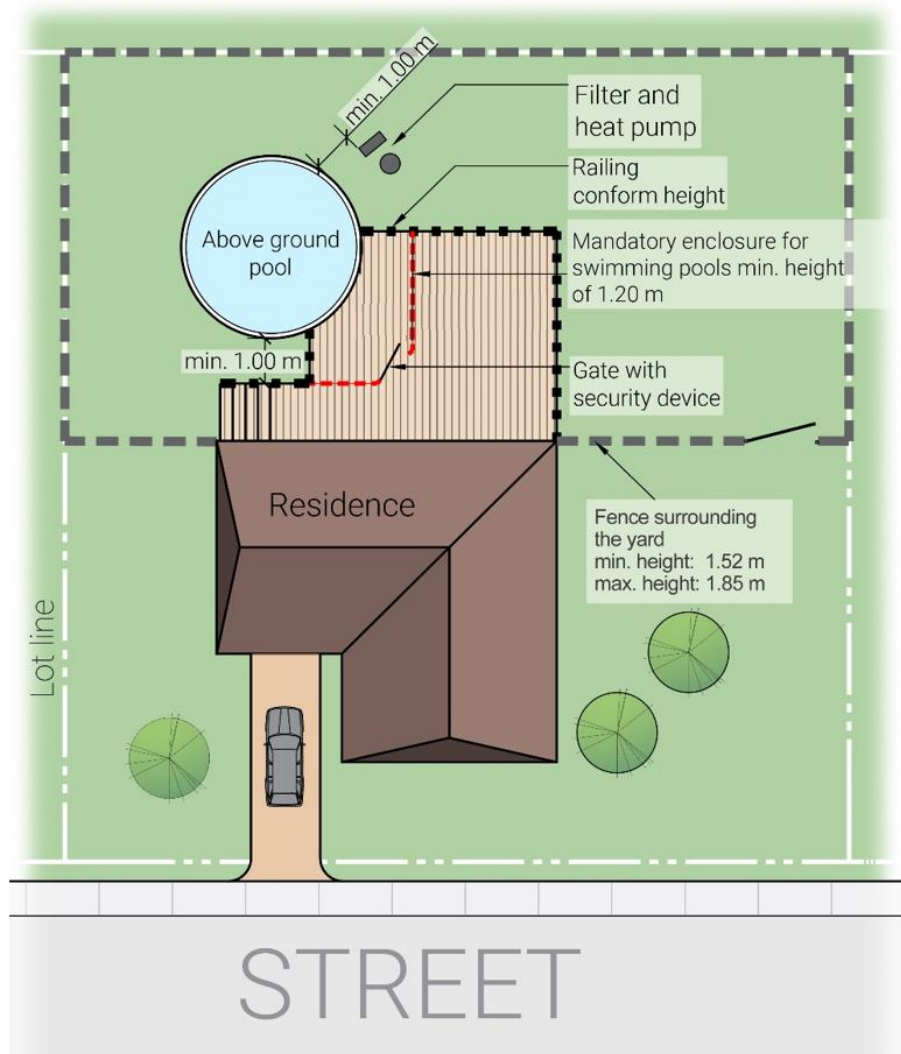 min. 1.00 m
Filter and
heat pump
Railing
conform height
Above ground
pool
Mandatory enclosure for
swimming pools min. height
of 1.20 m
min. 1.00 m
Gate with
security device
Residence
Fence surrounding
the yard
min. height: 1.52 m
max. height: 1.85 m
Lot line
STREET